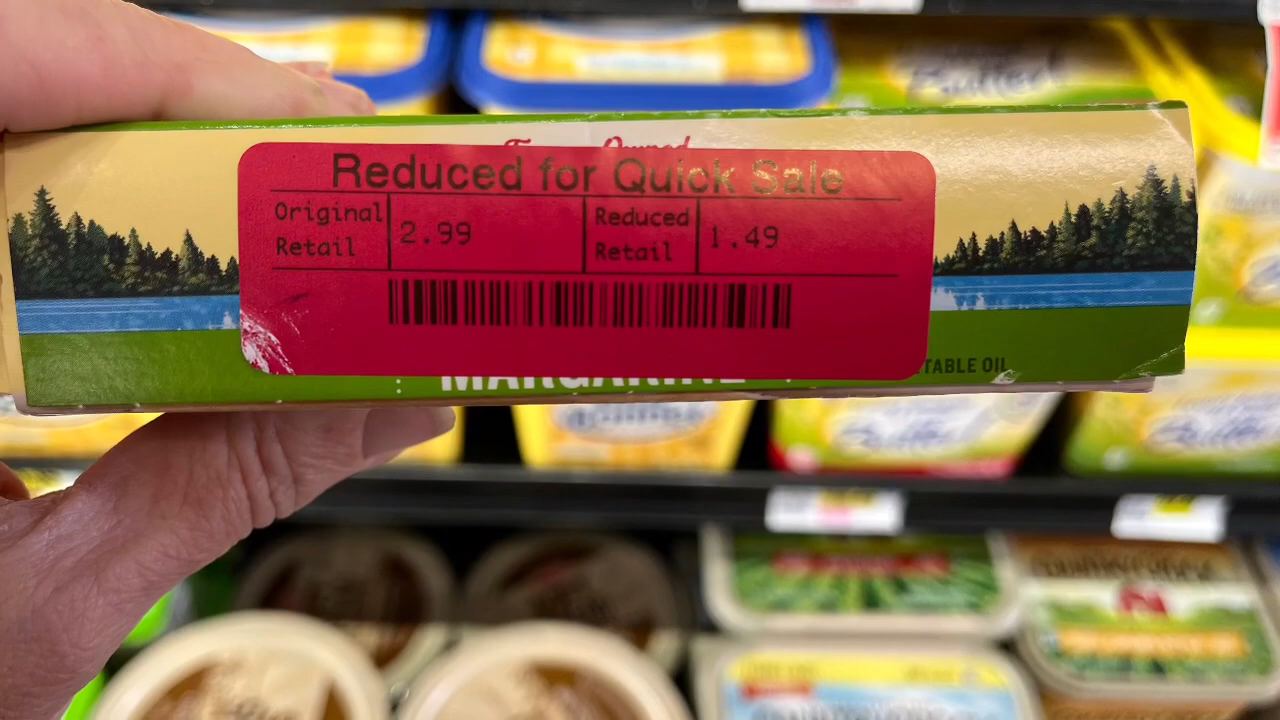 Reduced for Quick Sale
Original Retail 2.99 Reduced Retail 1.49
MARGARINE
TABLE OIL